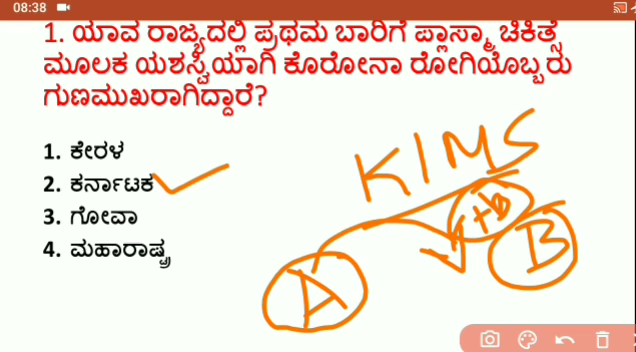 08:38
1. ಯಾವ ರಾಜ್ಯದಲ್ಲಿ ಪ್ರಥಮ ಬಾರಿಗೆ ಪ್ಲಾಸ್ಮಾ ಚಿಕಿತ್ಸೆ
ಮೂಲಕ ಯಶಸ್ವಿಯಾಗಿ ಕೊರೋನಾ ರೋಗಿಯೊಬ್ಬರು
ಗುಣಮುಖರಾಗಿದ್ದಾರೆ?
1. ಕೇರಳ
2. ಕರ್ನಾಟಕ
3. ಗೋವಾ
4. ಮಹಾರಾಷ್ಟ್ರ
KIMS
A
B